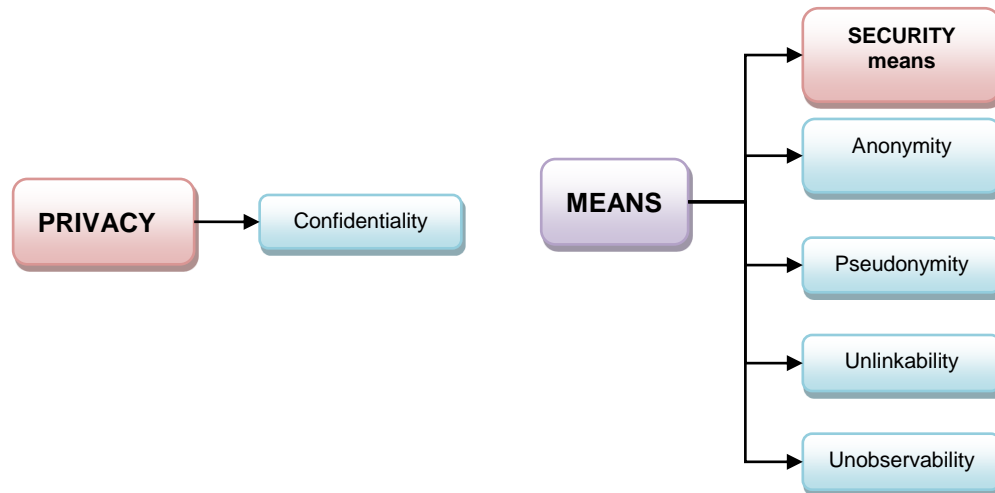 PRIVACY
Confidentiality
MEANS
SECURITY
means
Anonymity
Pseudonymity
Unlinkability
Unobservability